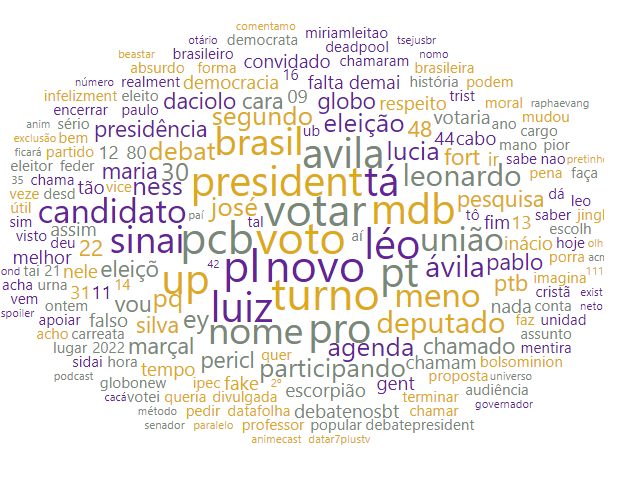 comentamo
otário democrata miriamleitao tsejusbr
beastar brasileiro deadpool nomo
absurdo forma convidado chamaram brasileira
número realment democracia 16 falta demai história podem
infelizment eleito daciolo cara 09 globo respeito trist raphaevang
encerrar paulo segundo eleição 48 votaria moral mudou
anim sério presidência brasil ub 44 cabo ano cargo
exclusão bem avila lucia mano pior
ficará partido 12 80 debat fort ir sabe nao pretinho
eleitor feder maria 30 president tá leonardo pena faça
35 chama tão ness
veze desd vice votar mdb pesquisa dá leo
útil candidato josé tô fim 13 saber jingl
sim assim tal paí aí união inácio escolh
visto deu 22 sinai pcb voto léo hoje olh
melhor nele eleiçõ pl novo ávila pablo porra acm
ond tai 21 42 pt imagina 111
acha urna 31 11 14 up turno meno ptb cristã exist
vem vou pq luiz nada conta neto
spoiler ontem ey deputado faz unidad
apoiar falso silva nome pro assunto
acho carreata marçal agenda chamado mentira
lugar 2022 pericl participando chamam bolsominion
sidai hora tempo quer gent proposta universo
podcast globonew ipec fake 2º escorpião audiência
cacá votei queria divulgada terminar governador
método pedir datafolha debatenosbt chamar
senador paralelo professor popular debatepresident
animecast datar7plustv